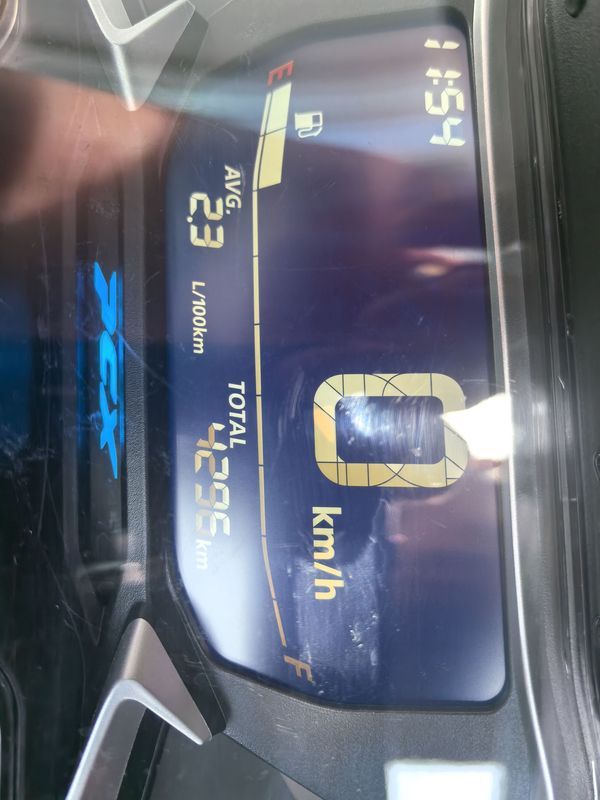 11:54
0 km/h
E F
AVG. TOTAL
2.3 L/100km 4296 km
PCX